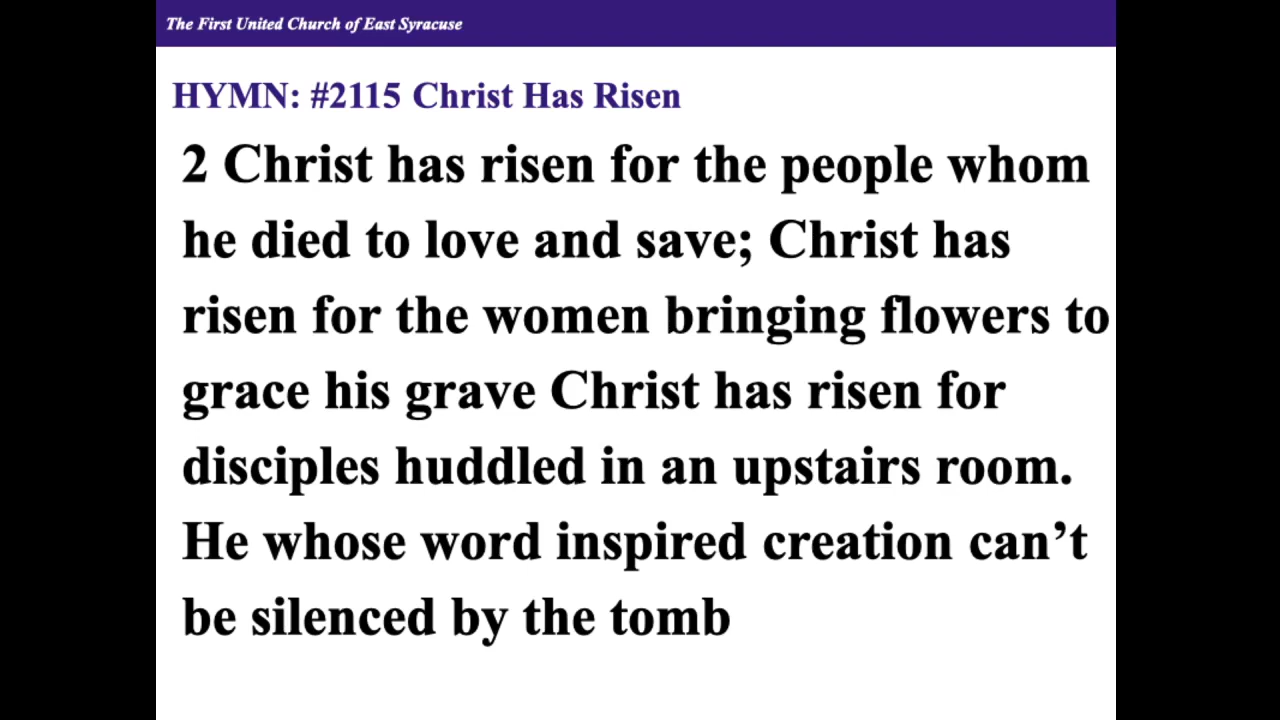 The First United Church of East Syracuse
HYMN: #2115 Christ Has Risen
2 Christ has risen for the people whom
he died to love and save; Christ has
risen for the women bringing flowers to
grace his grave Christ has risen for
disciples huddled in an upstairs room.
He whose word inspired creation can’t
be silenced by the tomb